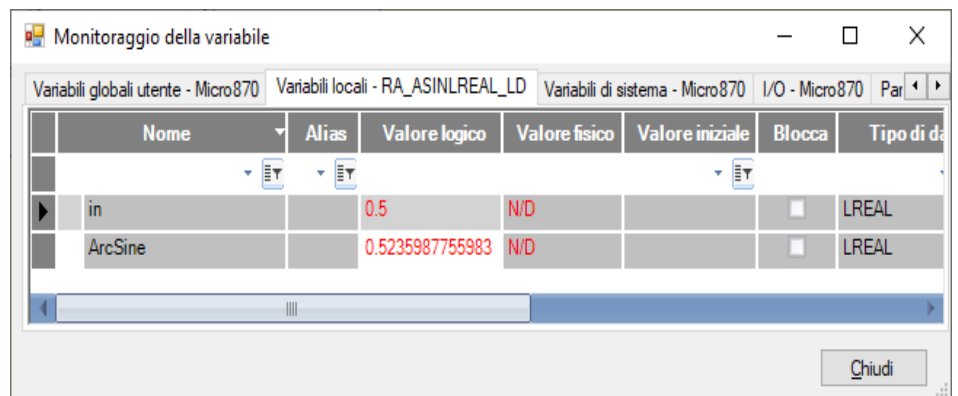 Monitoraggio della variabile
Variabili globali utente - Micro870 Variabili locali - RA_ASINLREAL_LD Variabili di sistema - Micro870 I/O - Micro870 Par
Nome Alias Valore logico Valore fisico Valore iniziale Blocca Tipo di da
in 0.5 N/D LREAL
ArcSine 0.5235987755983 N/D LREAL
Chiudi